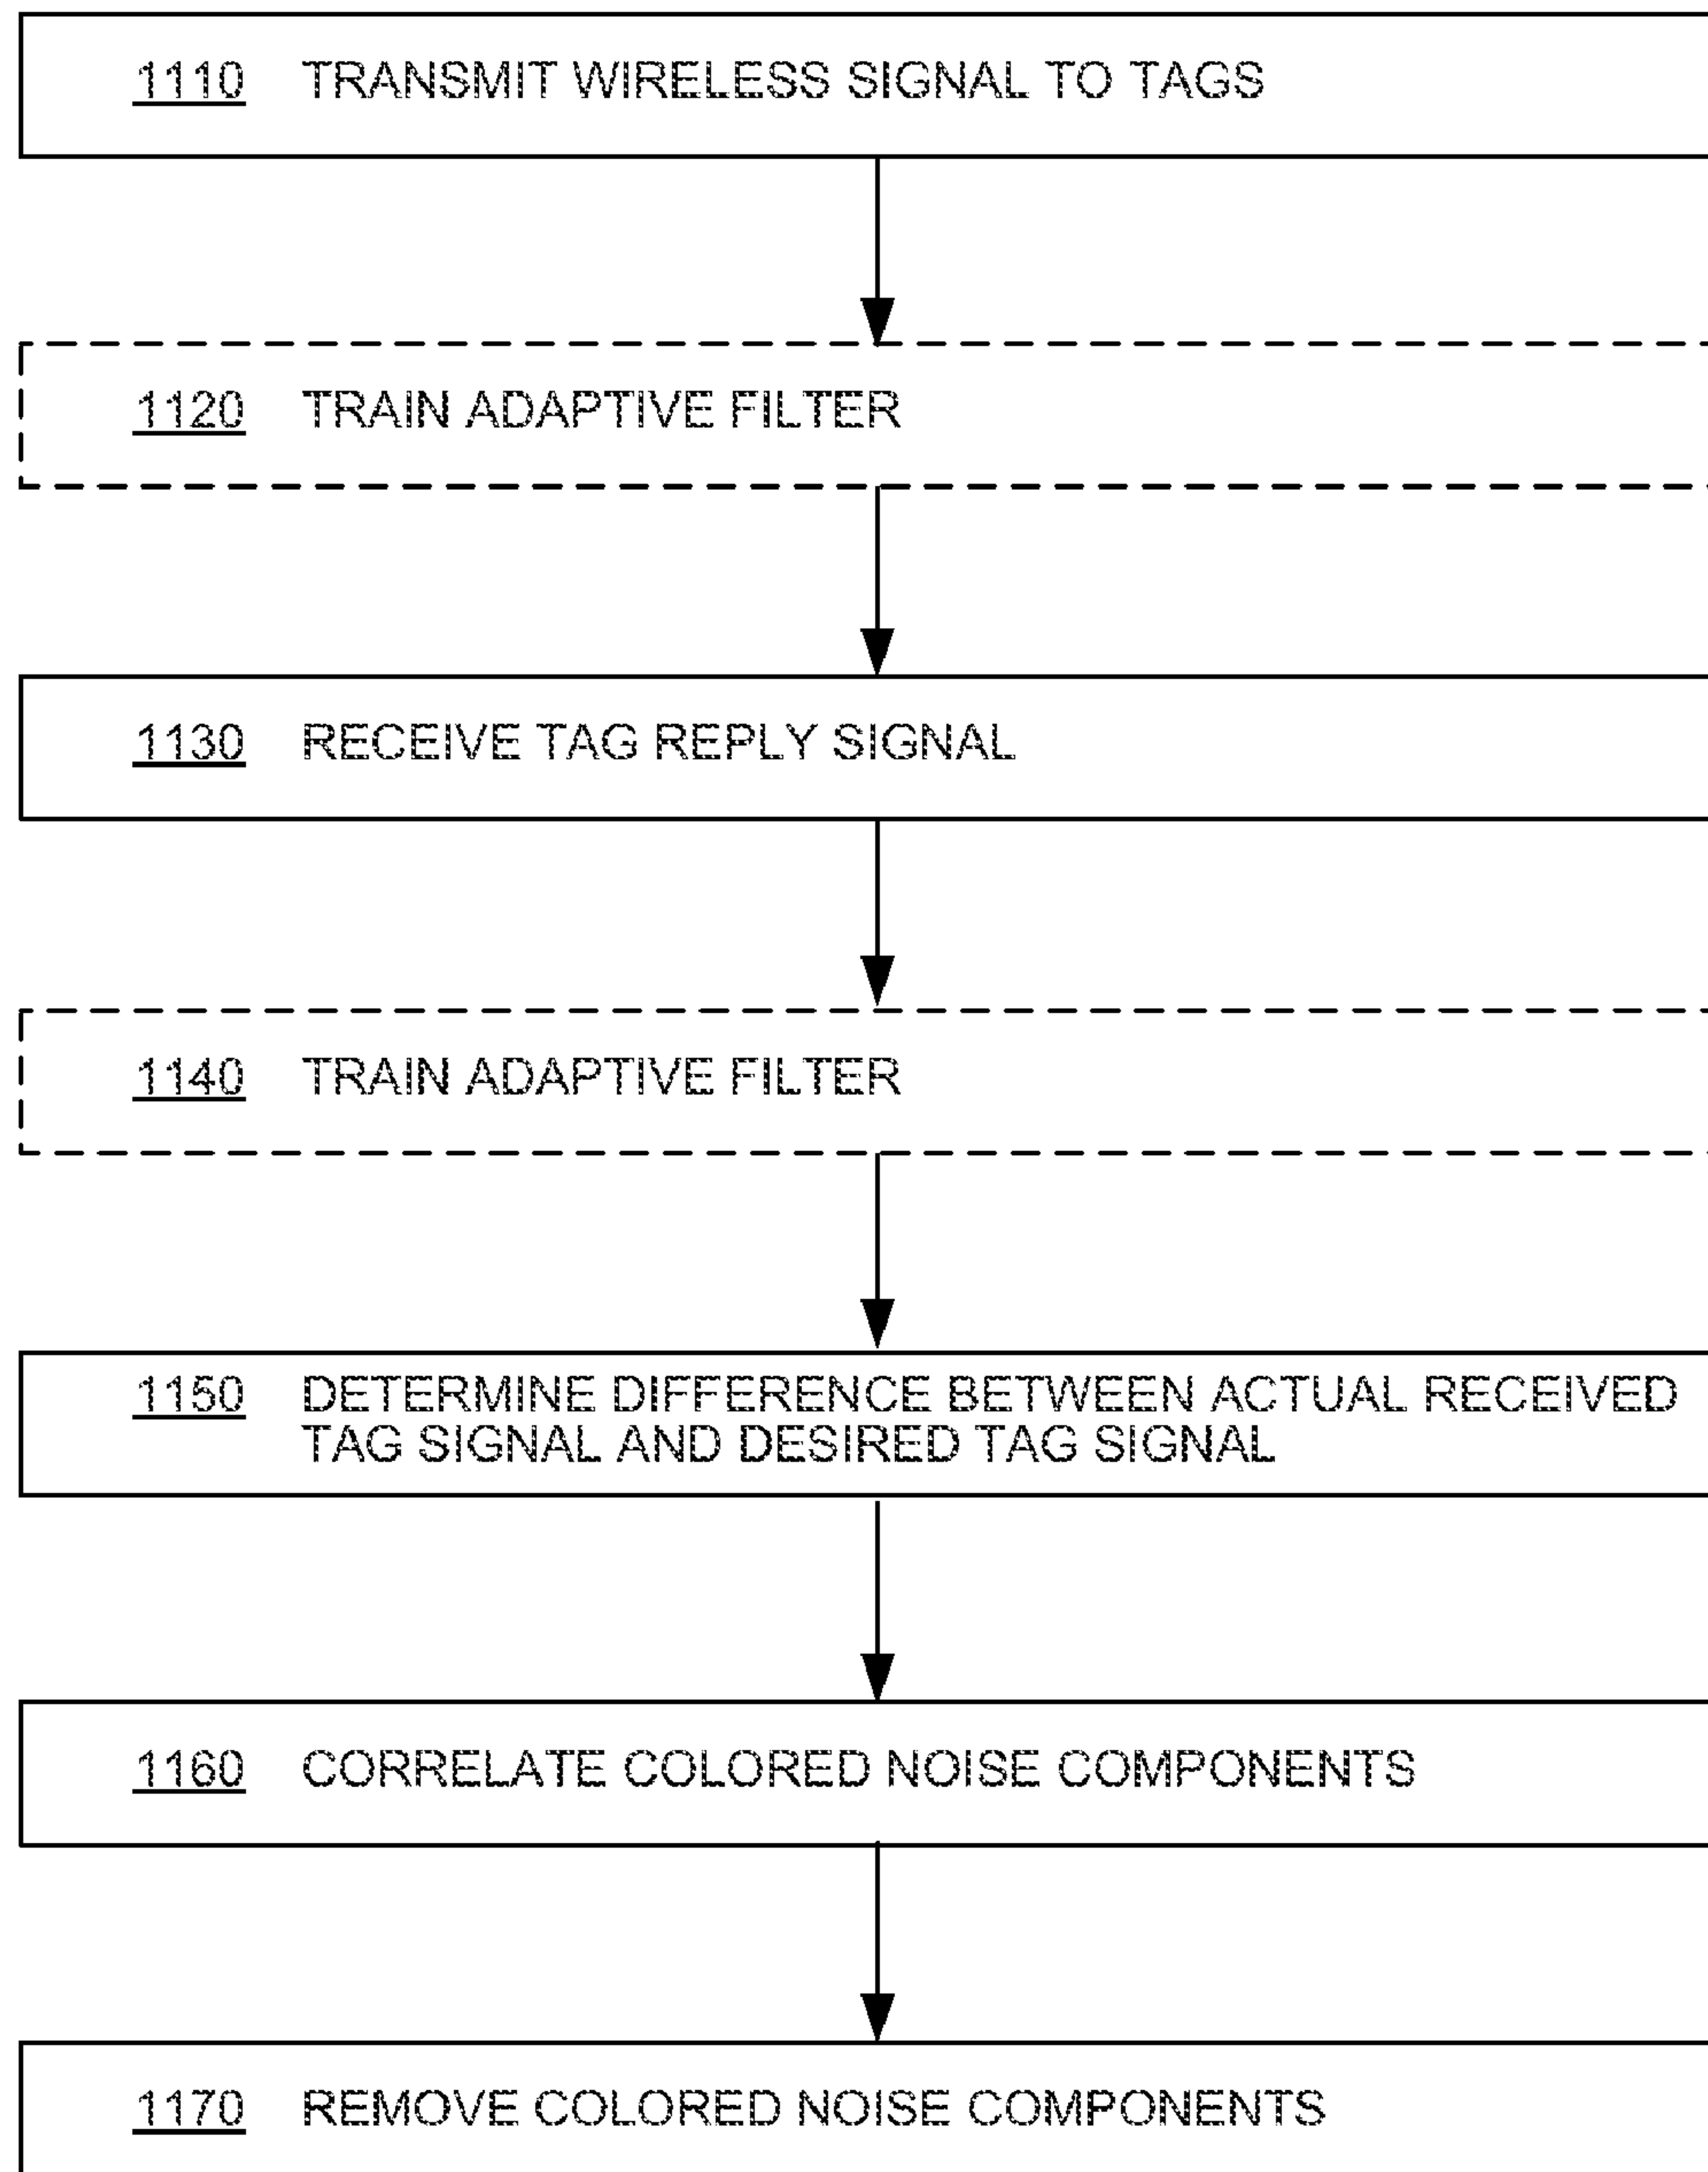 1110 TRANSMIT WIRELESS SIGNAL TO TAGS
1120 TRAIN ADAPTIVE FILTER
1130 RECEIVE TAG REPLY SIGNAL
1140 TRAIN ADAPTIVE FILTER
1150 DETERMINE DIFFERENCE BETWEEN ACTUAL RECEIVED
TAG SIGNAL AND DESIRED TAG SIGNAL
1160 CORRELATE COLORED NOISE COMPONENTS
1170 REMOVE COLORED NOISE COMPONENTS